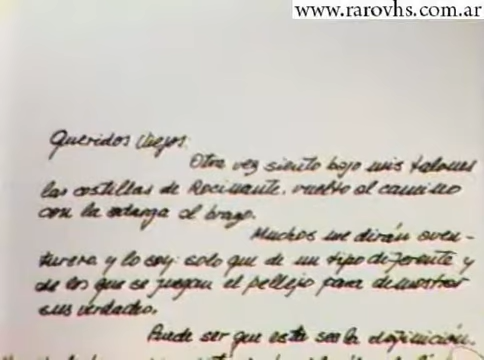 www.rarovhs.com.ar
Queridos Viejos:
Otra vez siento bajo mis talones
las costillas de Rocinante, vuelvo al camino
con la adarga al brazo.
Muchos me dirán aven-
turero y lo soy: solo que de un tipo diferente y
de los que se juegan el pellejo para demostrar
sus verdades.
Puede ser que esta sea la definición.